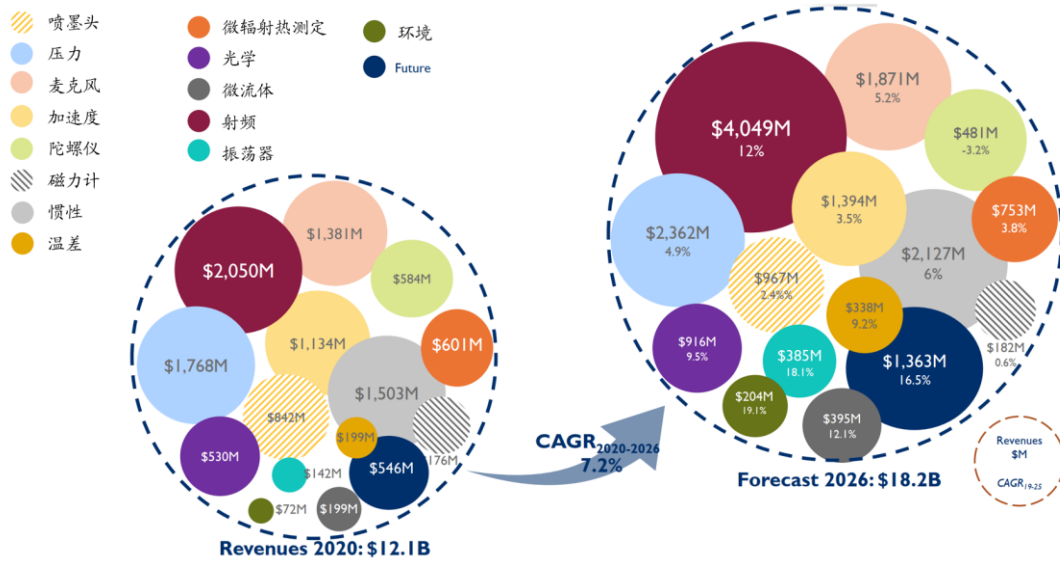 喷墨头
压力
麦克风
加速度
陀螺仪
磁力计
惯性
温差
微辐射热测定
光学
微流体
射频
振荡器
环境
Future
$1,381M
$2,050M
$584M
$601M
$1,134M
$1,768M
$1,503M
$842M
$199M
176M
$530M
$546M
$142M
$72M
$199M
Revenues 2020: $12.1B
CAGR2020-2026
7.2%
$1,871M
5.2%
$4,049M
12%
$481M
-3.2%
$1,394M
3.5%
$753M
3.8%
$2,362M
4.9%
$2,127M
6%
$967M
2.4%%
$338M
9.2%
$916M
9.5%
$385M
18.1%
$1,363M
16.5%
$182M
0.6%
$204M
19.1%
$395M
12.1%
Forecast 2026: $18.2B
Revenues
$M
CAGR19-25